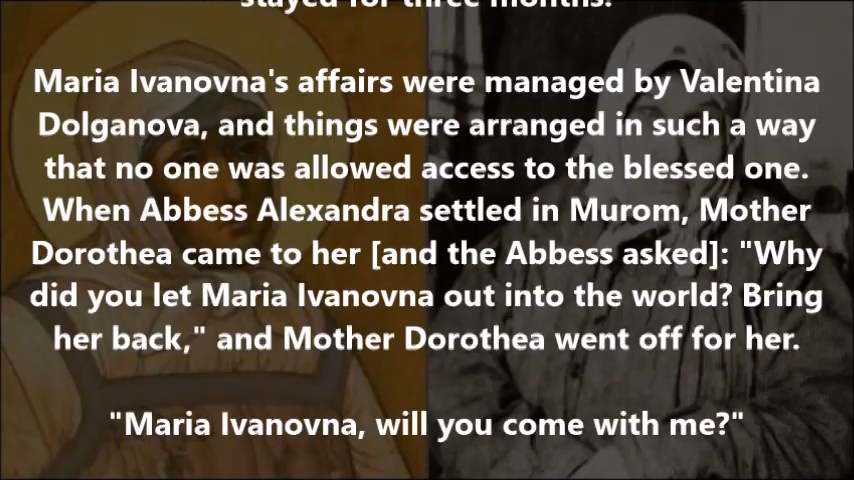 stayed for three months.
Maria Ivanovna's affairs were managed by Valentina
Dolganova, and things were arranged in such a way
that no one was allowed access to the blessed one.
When Abbess Alexandra settled in Murom, Mother
Dorothea came to her [and the Abbess asked]: "Why
did you let Maria Ivanovna out into the world? Bring
her back," and Mother Dorothea went off for her.
"Maria Ivanovna, will you come with me?"